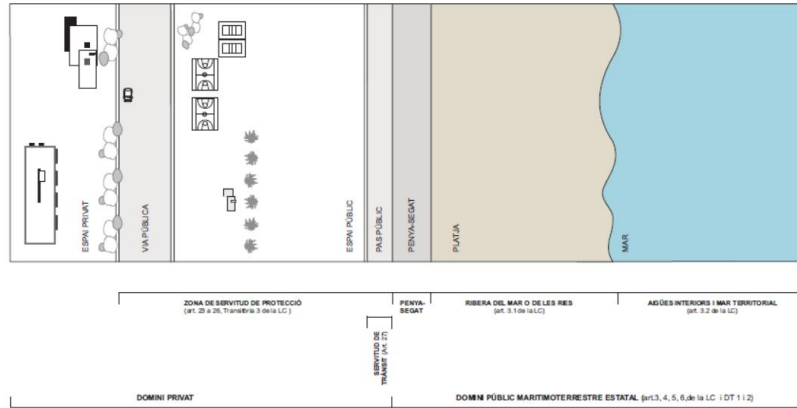 ESPAI PRIVAT
VIA PÚBLICA
ESPAI PÚBLIC
PAS PÚBLIC
PENYA-SEGAT
PLATJA
MAR
ZONA DE SERVITUD DE PROTECCIÓ
(art. 23 a 26, Transitòria 3 de la LC )
PENYA-
SEGAT
RIBERA DEL MAR O DE LES RIES
(art. 3.1 de la LC)
AIGÜES INTERIORS I MAR TERRITORIAL
(art. 3.2 de la LC)
SERVITUD DE
TRÀNSIT (Art. 27)
DOMINI PRIVAT
DOMINI PÚBLIC MARITIMOTERRESTRE ESTATAL (art.3, 4, 5, 6,de la LC i DT 1 i 2)